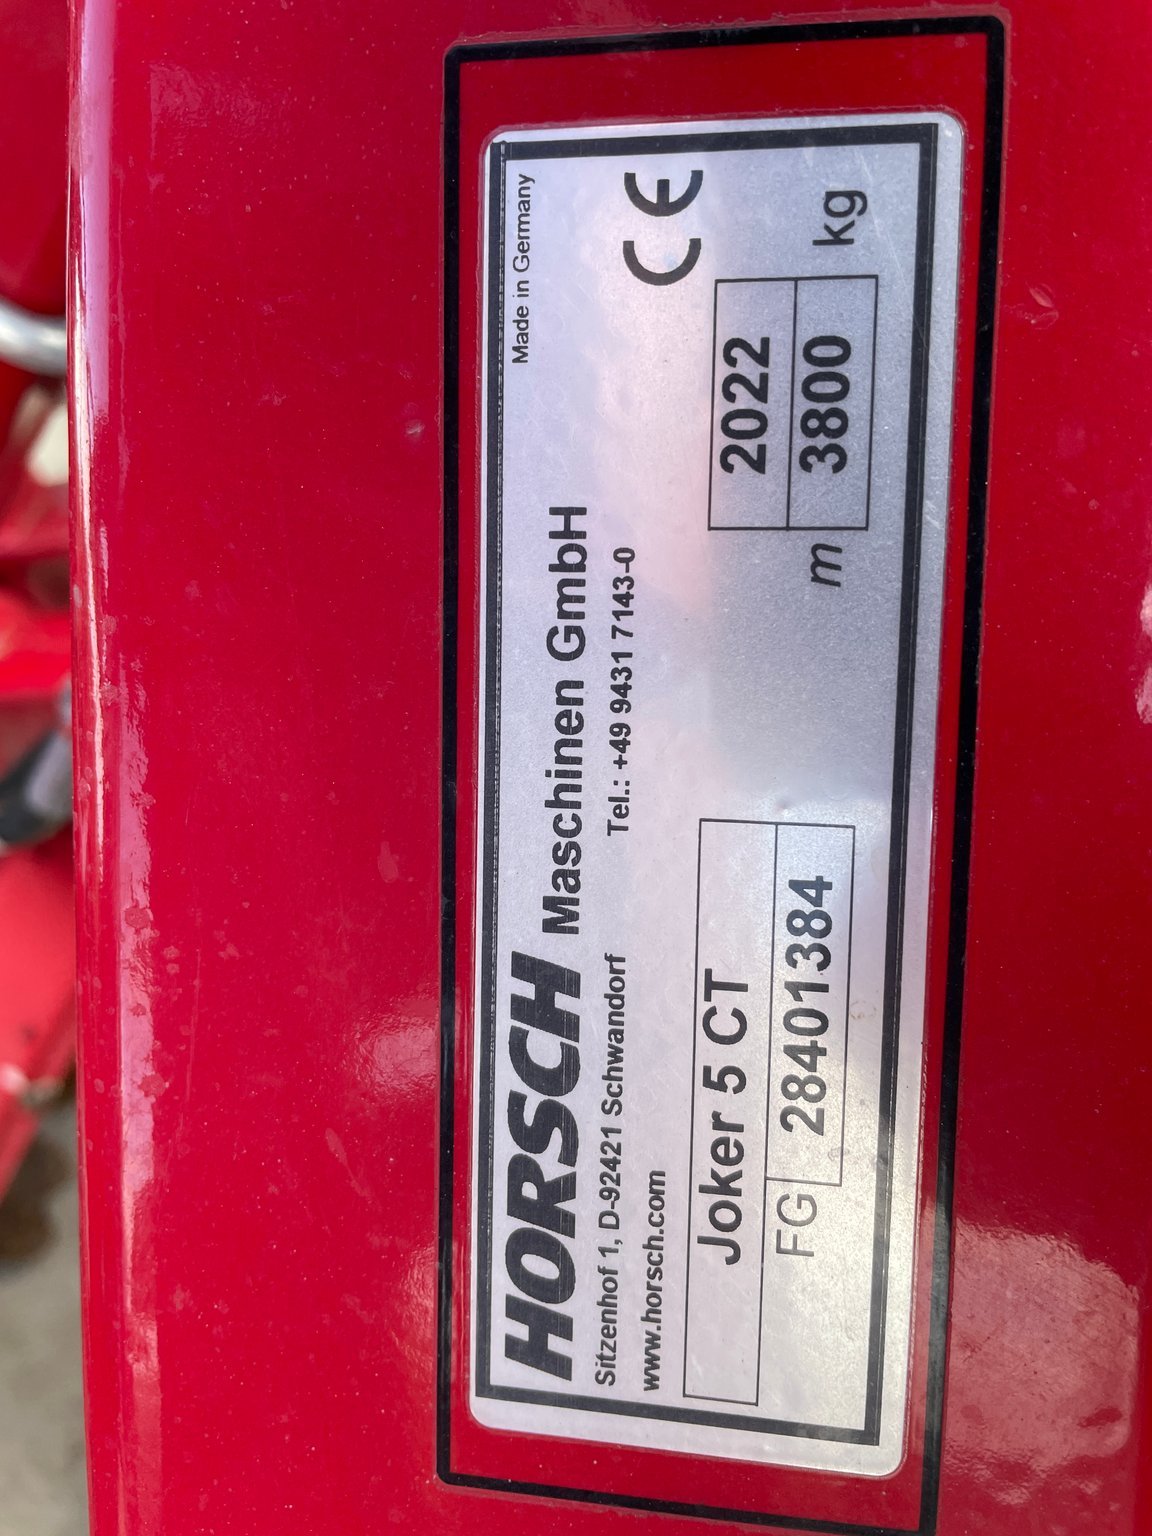 Made in Germany
HORSCH Maschinen GmbH
Sitzenhof 1, D-92421 Schwandorf Tel.: +49 9431 7143-0
www.horsch.com
CE
Joker 5 CT 2022
FG 28401384 m 3800 kg